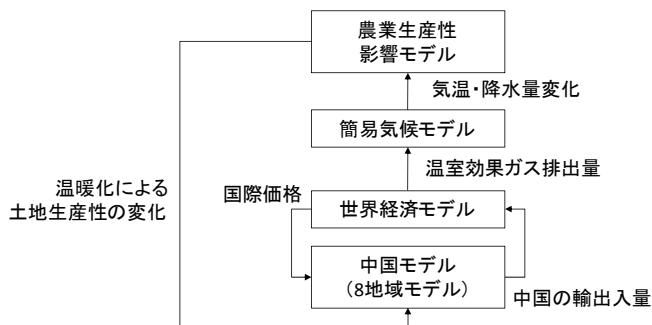 農業生産性
影響モデル
気温・降水量変化
簡易気候モデル
温室効果ガス排出量
温暖化による
土地生産性の変化
国際価格
世界経済モデル
中国モデル
（8地域モデル）
中国の輸出入量